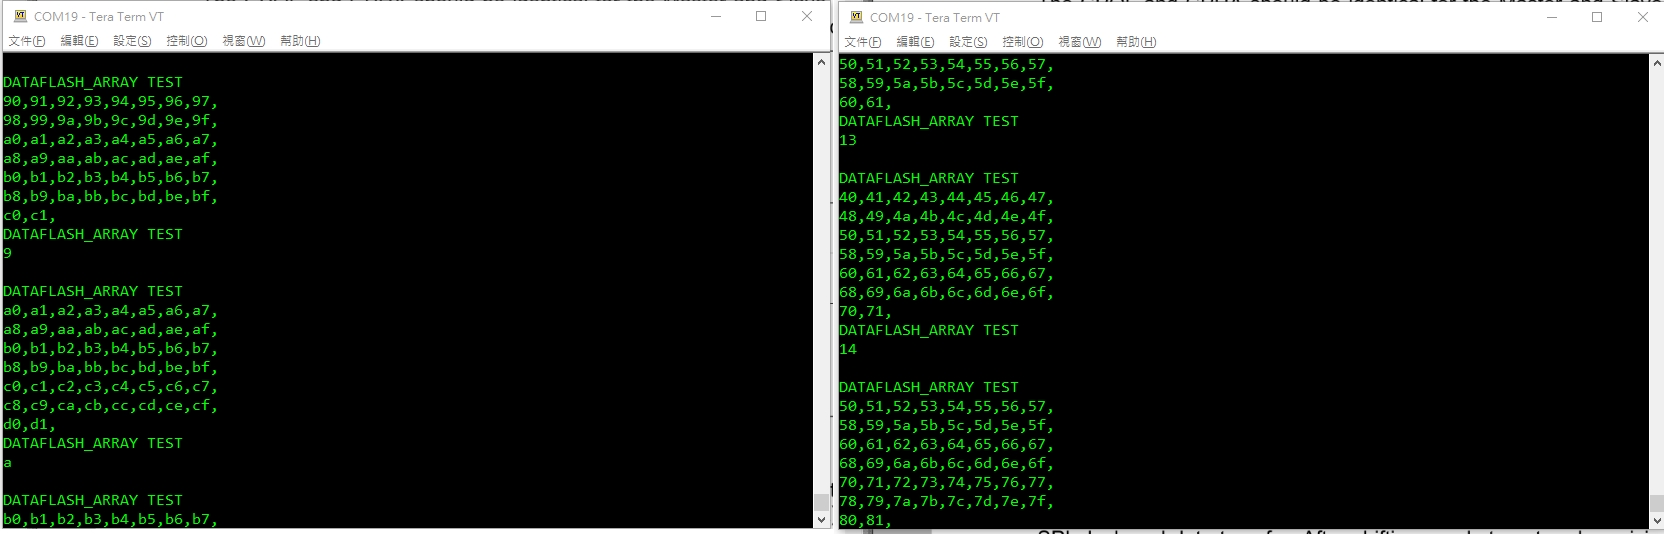 COM19 - Tera Term VT
文件(F) 編輯(E) 設定(S) 控制(O) 視窗(W) 幫助(H)
DATAFLASH_ARRAY TEST
90,91,92,93,94,95,96,97,
98,99,9a,9b,9c,9d,9e,9f,
a0,a1,a2,a3,a4,a5,a6,a7,
a8,a9,aa,ab,ac,ad,ae,af,
b0,b1,b2,b3,b4,b5,b6,b7,
b8,b9,ba,bb,bc,bd,be,bf,
c0,c1,
DATAFLASH_ARRAY TEST
9
DATAFLASH_ARRAY TEST
a0,a1,a2,a3,a4,a5,a6,a7,
a8,a9,aa,ab,ac,ad,ae,af,
b0,b1,b2,b3,b4,b5,b6,b7,
b8,b9,ba,bb,bc,bd,be,bf,
c0,c1,c2,c3,c4,c5,c6,c7,
c8,c9,ca,cb,cc,cd,ce,cf,
d0,d1,
DATAFLASH_ARRAY TEST
a
DATAFLASH_ARRAY TEST
b0,b1,b2,b3,b4,b5,b6,b7,
COM19 - Tera Term VT
文件(F) 編輯(E) 設定(S) 控制(O) 視窗(W) 幫助(H)
50,51,52,53,54,55,56,57,
58,59,5a,5b,5c,5d,5e,5f,
60,61,
DATAFLASH_ARRAY TEST
13
DATAFLASH_ARRAY TEST
40,41,42,43,44,45,46,47,
48,49,4a,4b,4c,4d,4e,4f,
50,51,52,53,54,55,56,57,
58,59,5a,5b,5c,5d,5e,5f,
60,61,62,63,64,65,66,67,
68,69,6a,6b,6c,6d,6e,6f,
70,71,
DATAFLASH_ARRAY TEST
14
DATAFLASH_ARRAY TEST
50,51,52,53,54,55,56,57,
58,59,5a,5b,5c,5d,5e,5f,
60,61,62,63,64,65,66,67,
68,69,6a,6b,6c,6d,6e,6f,
70,71,72,73,74,75,76,77,
78,79,7a,7b,7c,7d,7e,7f,
80,81,